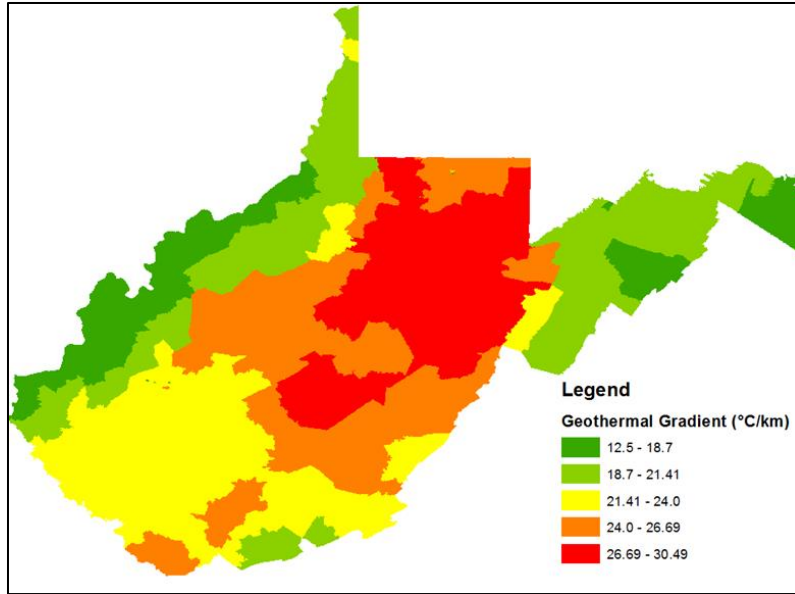 Legend
Geothermal Gradient (°C/km)
12.5 - 18.7
18.7 - 21.41
21.41 - 24.0
24.0 - 26.69
26.69 - 30.49